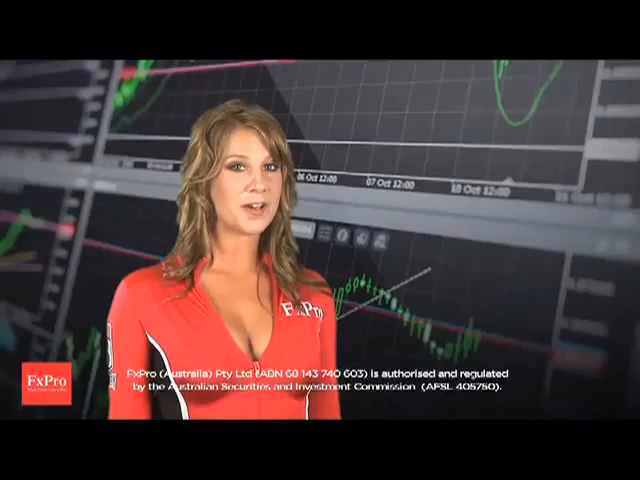 06 Oct 12:00
07 Oct 12:00
10 Oct 12:00
FxPro
FxPro
FxPro (Australia) Pty Ltd (ABN 68 143 740 603) is authorised and regulated
by the Australian Securities and Investment Commission (AFSL 405750).